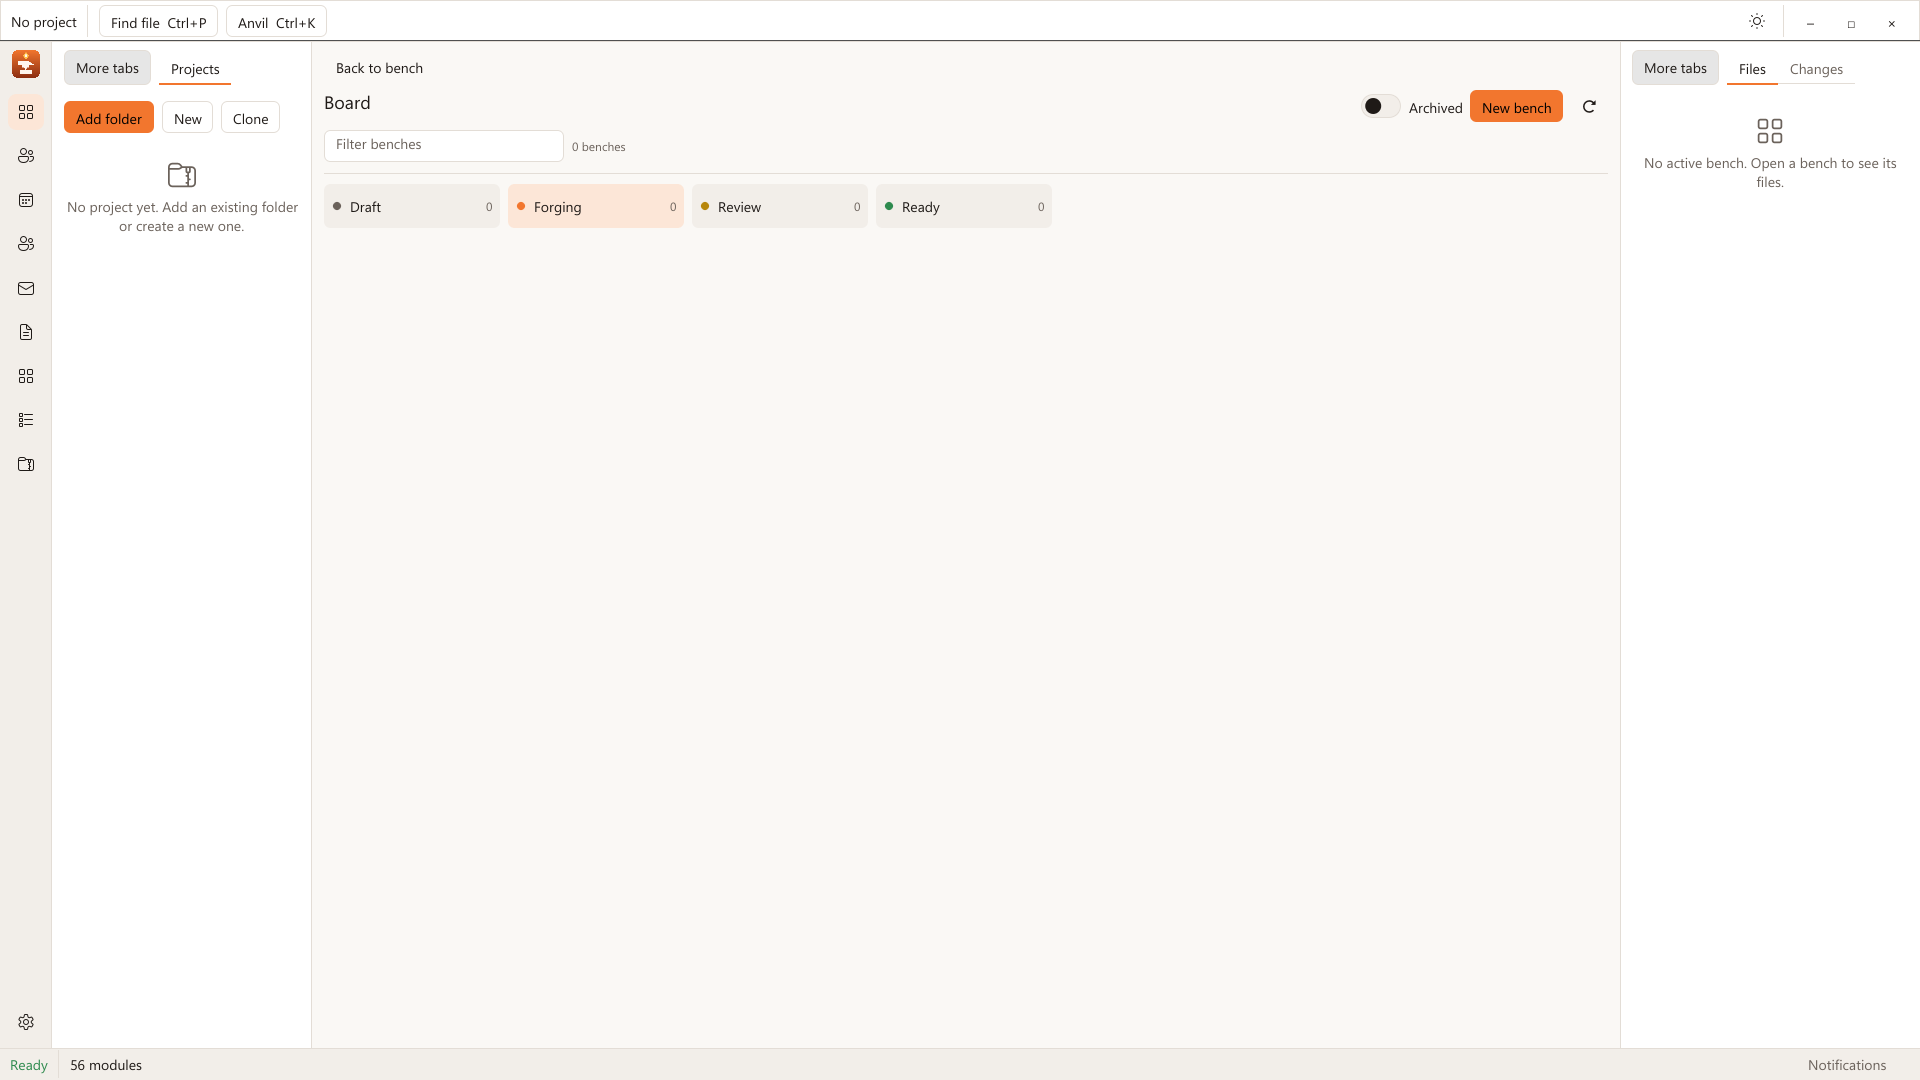 No project
Find file Ctrl+P
Anvil Ctrl+K
More tabs
Projects
Add folder
New
Clone
No project yet. Add an existing folder
or create a new one.
Back to bench
Board
Archived
New bench
Filter benches
0 benches
Draft 0
Forging 0
Review 0
Ready 0
More tabs
Files
Changes
No active bench. Open a bench to see its
files.
Ready
56 modules
Notifications